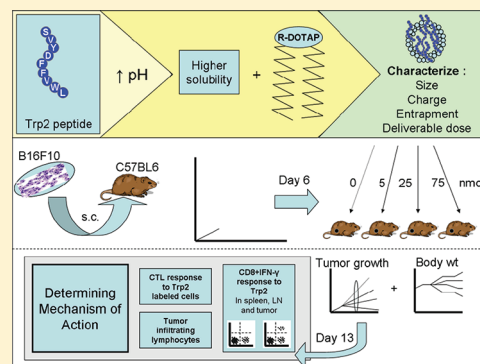 S
V
Y
D
F
F
V
W
L
Trp2 peptide
↑ pH
Higher
solubility
+
R-DOTAP
Characterize :
Size
Charge
Entrapment
Deliverable dose
B16F10
C57BL6
s.c.
Day 6
0 5 25 75
Tumor growth
+
Body wt
Day 13
Determining
Mechanism of
Action
CTL response
to Trp2
labeled cells
Tumor
infiltrating
lymphocytes
CD8+IFN-γ
response to
Trp2
In spleen, LN
and tumor